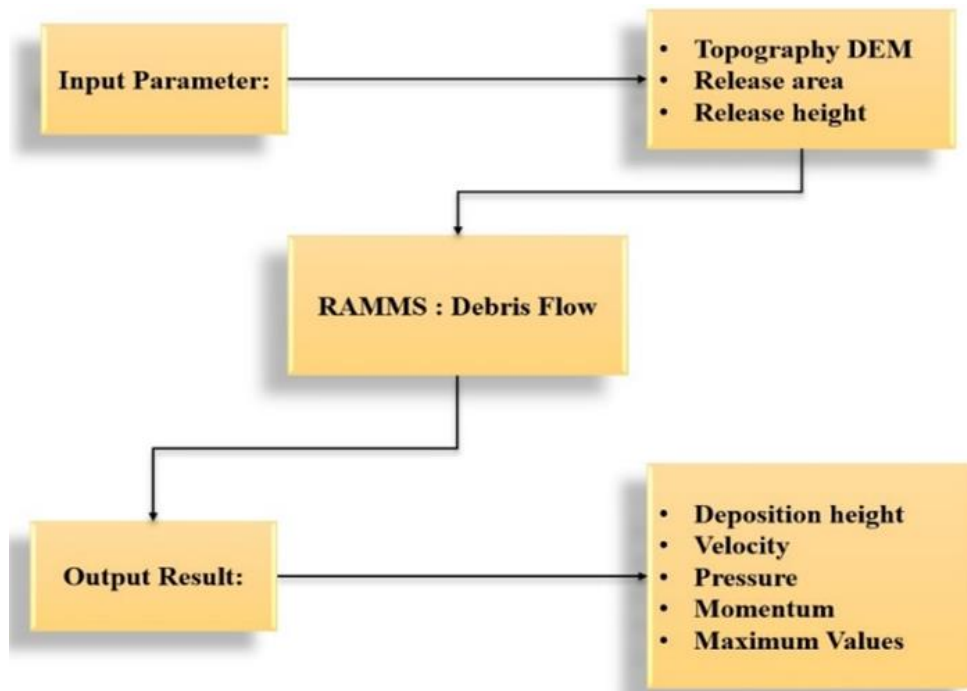 Input Parameter:
• Topography DEM
• Release area
• Release height
RAMMS : Debris Flow
Output Result:
• Deposition height
• Velocity
• Pressure
• Momentum
• Maximum Values